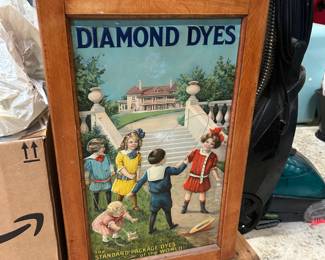 DIAMOND DYES
THE
STANDARD PACKAGE DYES
of the WORLD